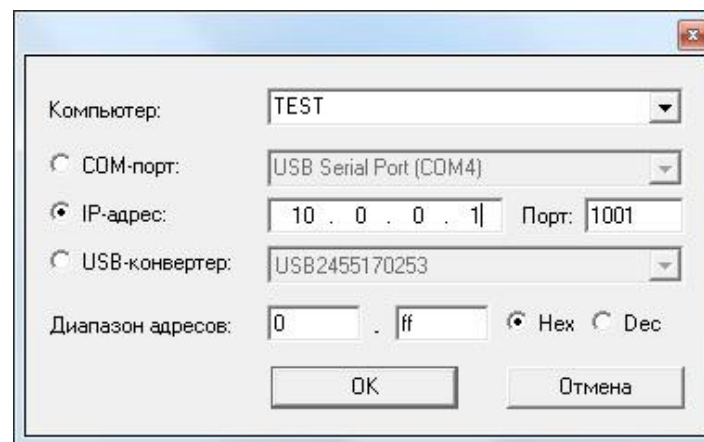 Компьютер: TEST
COM-порт: USB Serial Port (COM4)
IP-адрес: 10 . 0 . 0 . 1 Порт: 1001
USB-конвертер: USB2455170253
Диапазон адресов: 0 . ff Hex Dec
OK Отмена